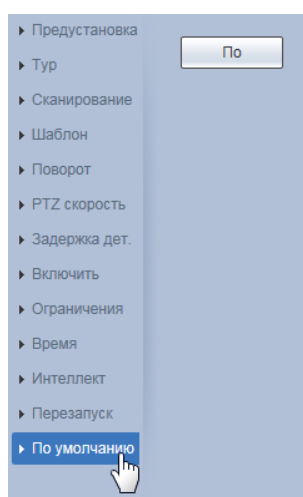 Предустановка
По
Тур
Сканирование
Шаблон
Поворот
PTZ скорость
Задержка дет.
Включить
Ограничения
Время
Интеллект
Перезапуск
По умолчанию